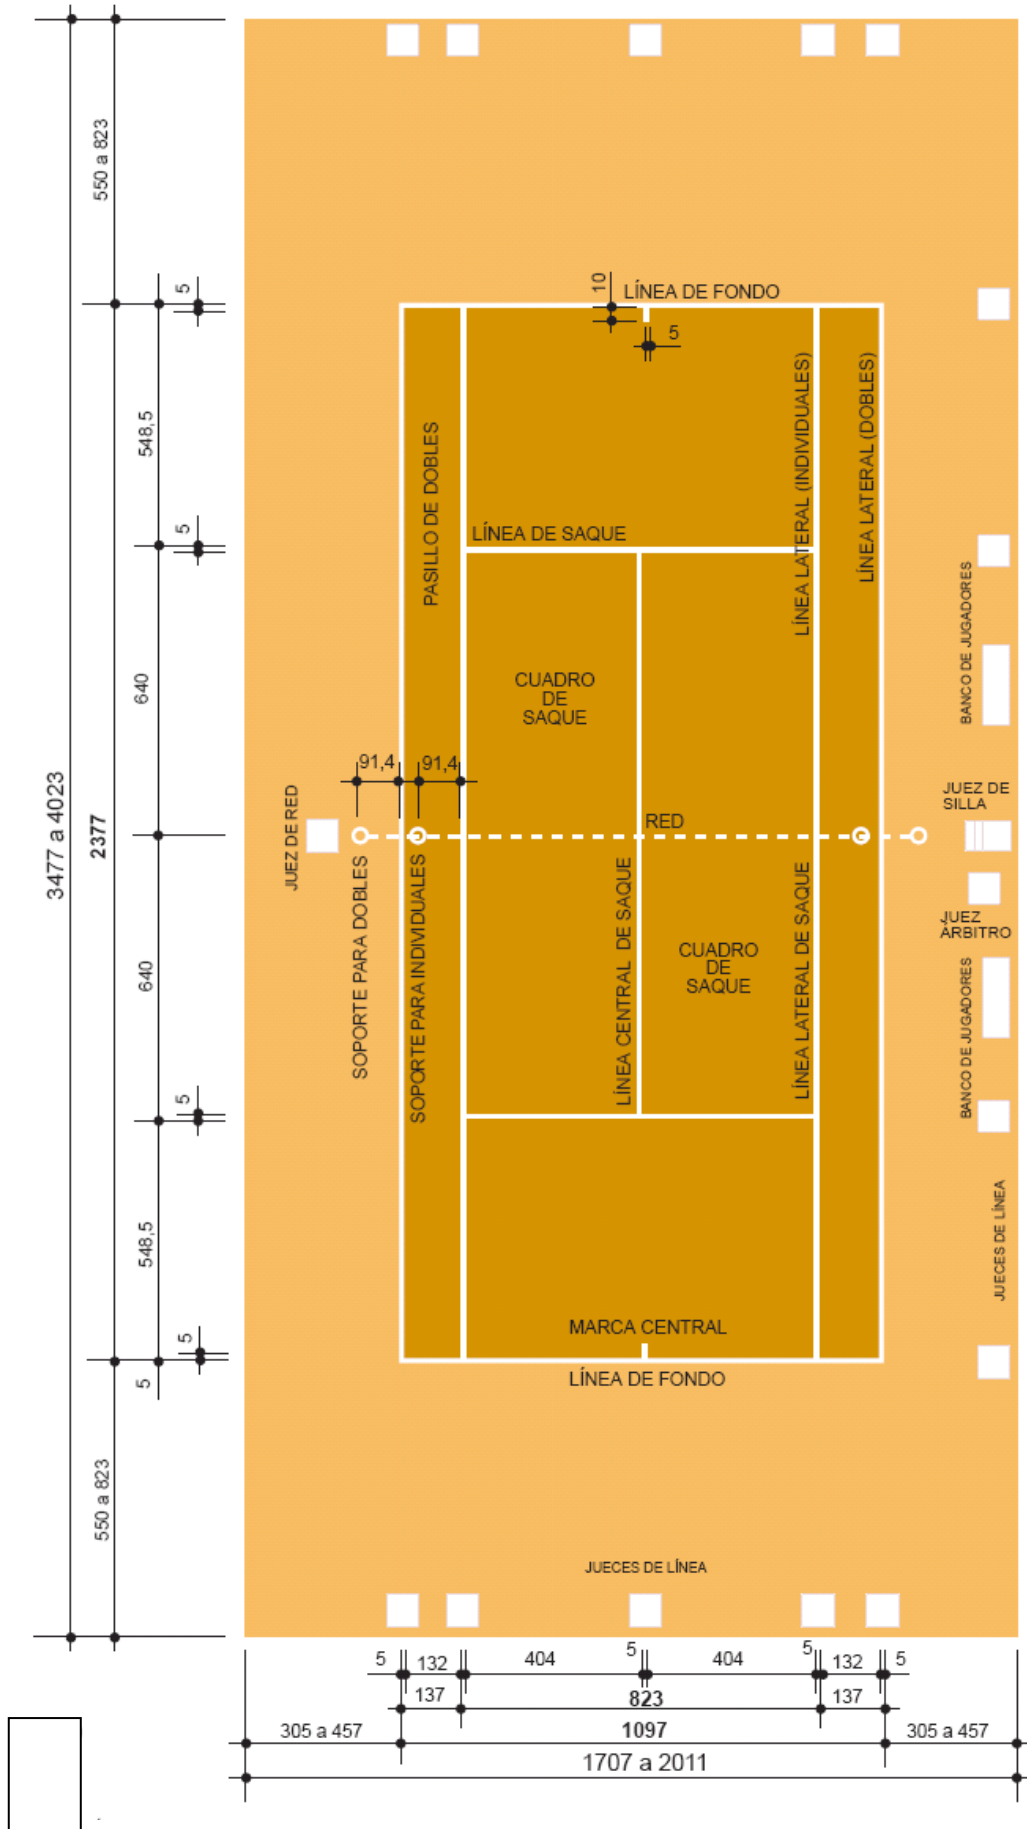 550 a 823
5
10
LÍNEA DE FONDO
5
548,5
PASILLO DE DOBLES
LÍNEA LATERAL (INDIVIDUALES)
LÍNEA LATERAL (DOBLES)
5
LÍNEA DE SAQUE
BANCO DE JUGADORES
640
CUADRO
DE
SAQUE
91,4
91,4
3477 a 4023
2377
JUEZ DE RED
RED
JUEZ DE
SILLA
SOPORTE PARA DOBLES
SOPORTE PARA INDIVIDUALES
LÍNEA CENTRAL DE SAQUE
LÍNEA LATERAL DE SAQUE
JUEZ
ÁRBITRO
640
CUADRO
DE
SAQUE
BANCO DE JUGADORES
5
548,5
JUECES DE LÍNEA
5
MARCA CENTRAL
5
LÍNEA DE FONDO
550 a 823
JUECES DE LÍNEA
5
132
404
5
404
5
132
5
137
823
137
305 a 457
1097
305 a 457
1707 a 2011